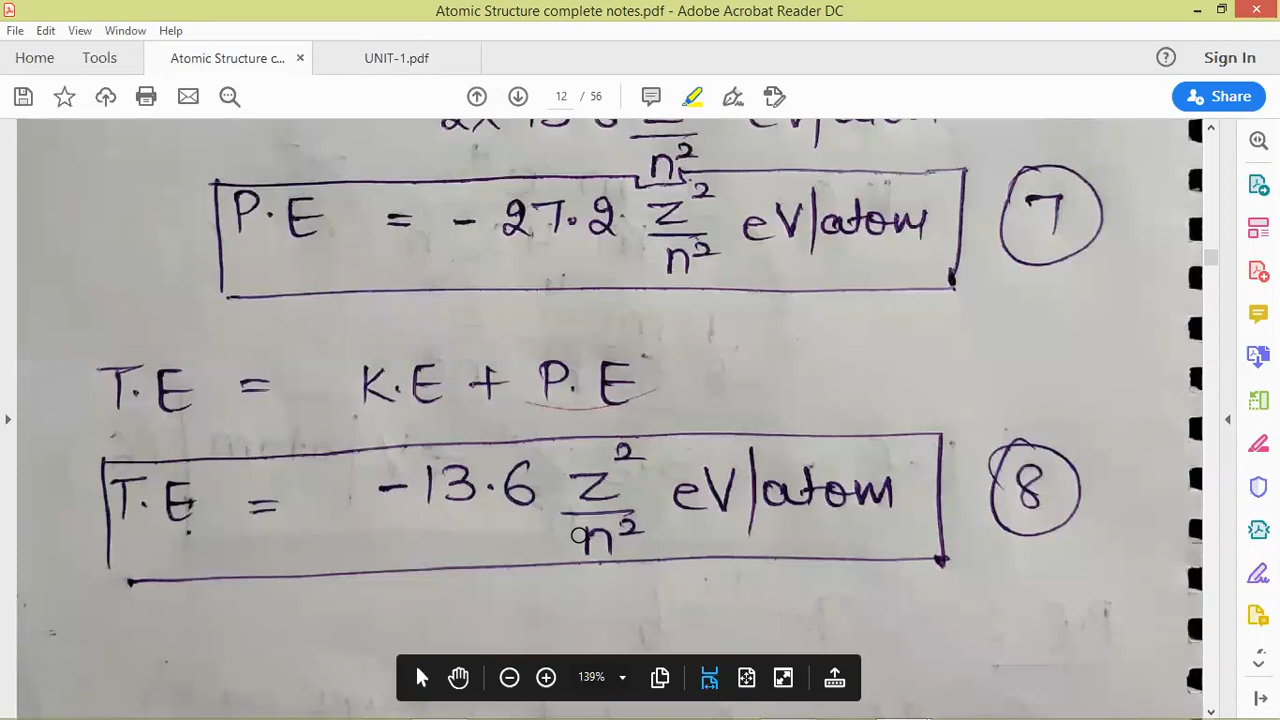 Atomic Structure complete notes.pdf - Adobe Acrobat Reader DC
File Edit View Window Help
Home Tools Atomic Structure c... × UNIT-1.pdf ? Sign In
12 / 56 Share
n²
P.E = - 27.2 z²/n² eV/atom 7
T.E = K.E + P.E
T.E = -13.6 z²/n² eV/atom 8
139%